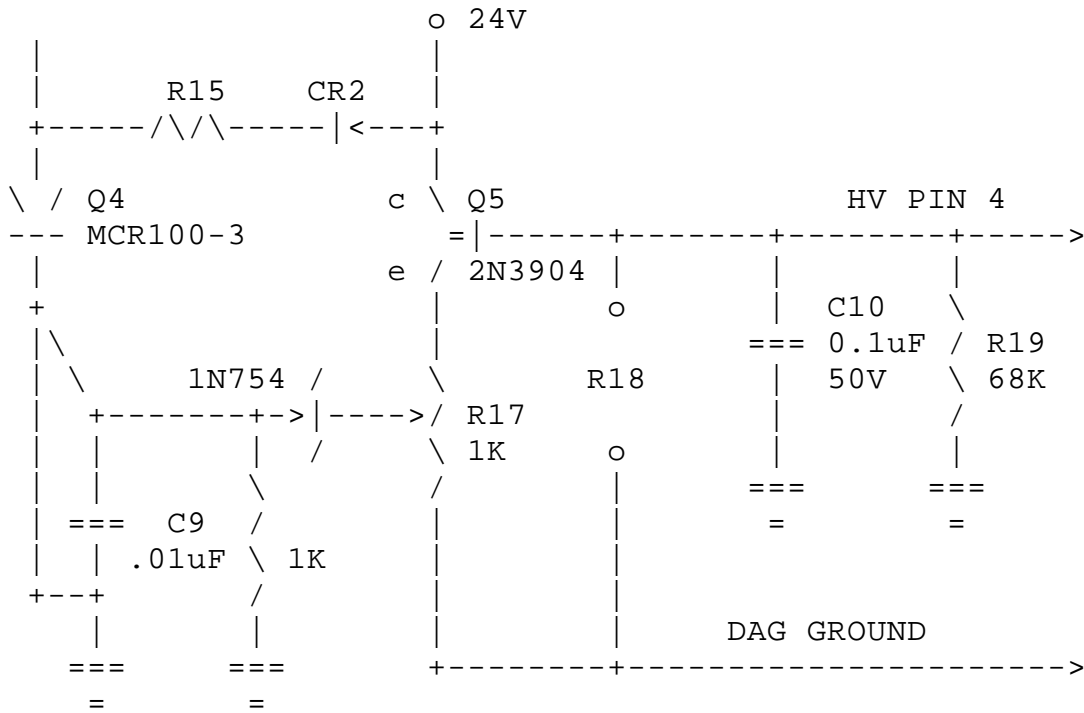 24V
R15 CR2
Q4 c Q5 HV PIN 4
MCR100-3
e 2N3904
C10
0.1uF R19
1N754 R18 50V 68K
R17
1K
C9
.01uF 1K
DAG GROUND